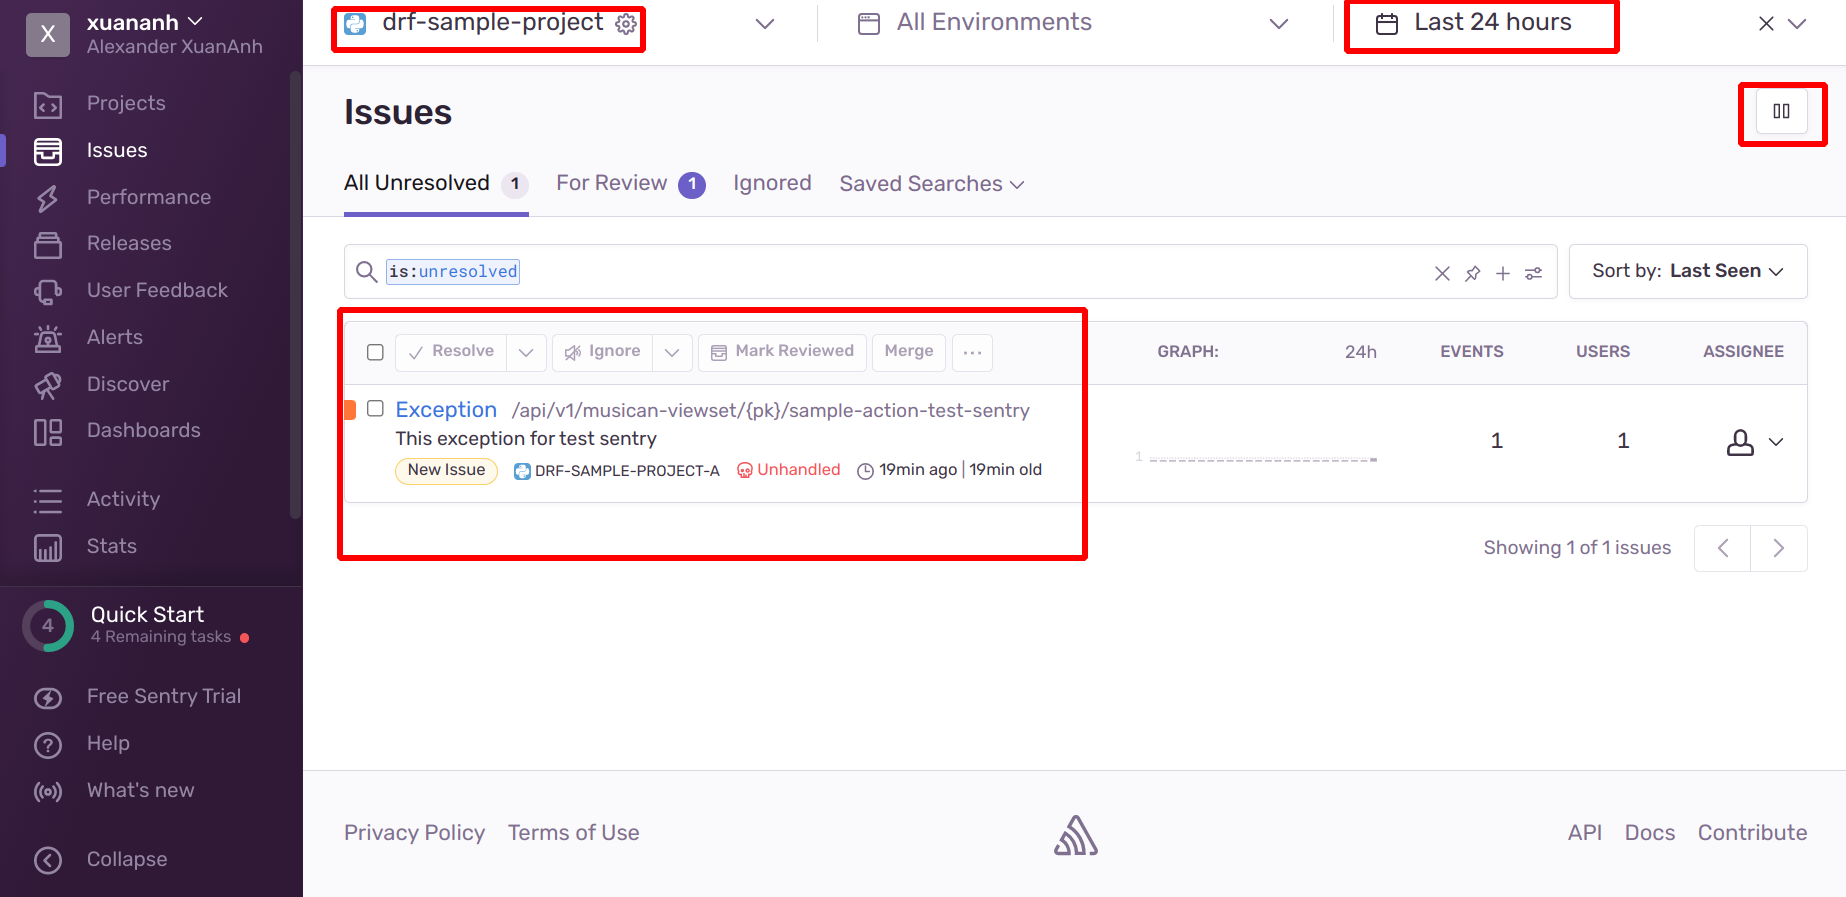 X
xuananh
Alexander XuanAnh
Projects
Issues
Performance
Releases
User Feedback
Alerts
Discover
Dashboards
Activity
Stats
4
Quick Start
4 Remaining tasks
Free Sentry Trial
Help
What's new
Collapse
drf-sample-project
All Environments
Last 24 hours
Issues
All Unresolved 1
For Review 1
Ignored
Saved Searches
is:unresolved
Sort by: Last Seen
Resolve
Ignore
Mark Reviewed
Merge
GRAPH:
24h
EVENTS
USERS
ASSIGNEE
Exception /api/v1/musican-viewset/{pk}/sample-action-test-sentry
This exception for test sentry
New Issue DRF-SAMPLE-PROJECT-A Unhandled 19min ago | 19min old
1
1
1
Showing 1 of 1 issues
Privacy Policy
Terms of Use
API
Docs
Contribute